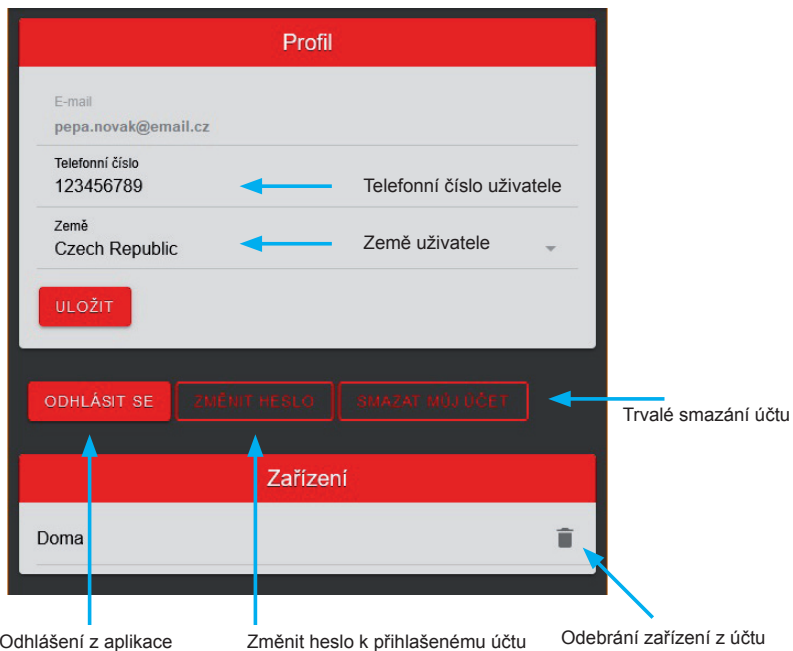 Profil
E-mail
pepa.novak@email.cz
Telefonní číslo
123456789
Telefonní číslo uživatele
Země
Czech Republic
Země uživatele
ULOŽIT
ODHLÁSIT SE
ZMĚNIT HESLO
SMAZAT MŮJ ÚČET
Trvalé smazání účtu
Zařízení
Doma
Odhlášení z aplikace
Změnit heslo k přihlašenému účtu
Odebrání zařízení z účtu